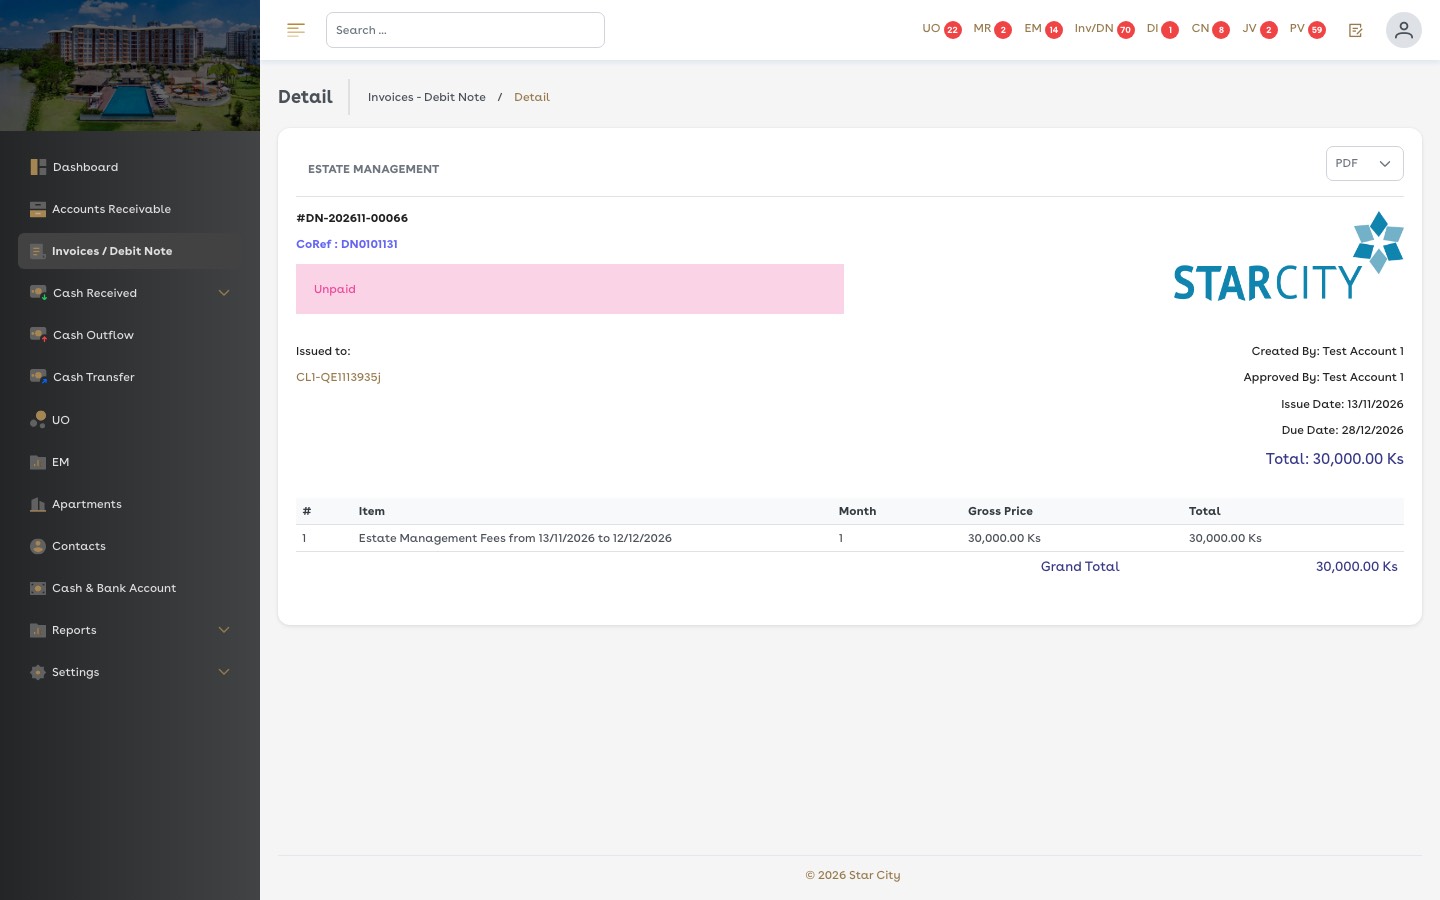 Search ...
UO 22 MR 2 EM 14 Inv/DN 70 DI 1 CN 8 JV 2 PV 59
Dashboard
Accounts Receivable
Invoices / Debit Note
Cash Received
Cash Outflow
Cash Transfer
UO
EM
Apartments
Contacts
Cash & Bank Account
Reports
Settings
Detail
Invoices - Debit Note / Detail
ESTATE MANAGEMENT
PDF
#DN-202611-00066
CoRef : DN0101131
Unpaid
STARCITY
Issued to:
CL1-QE1113935j
Created By: Test Account 1
Approved By: Test Account 1
Issue Date: 13/11/2026
Due Date: 28/12/2026
Total: 30,000.00 Ks
# Item Month Gross Price Total
1 Estate Management Fees from 13/11/2026 to 12/12/2026 1 30,000.00 Ks 30,000.00 Ks
Grand Total 30,000.00 Ks
© 2026 Star City